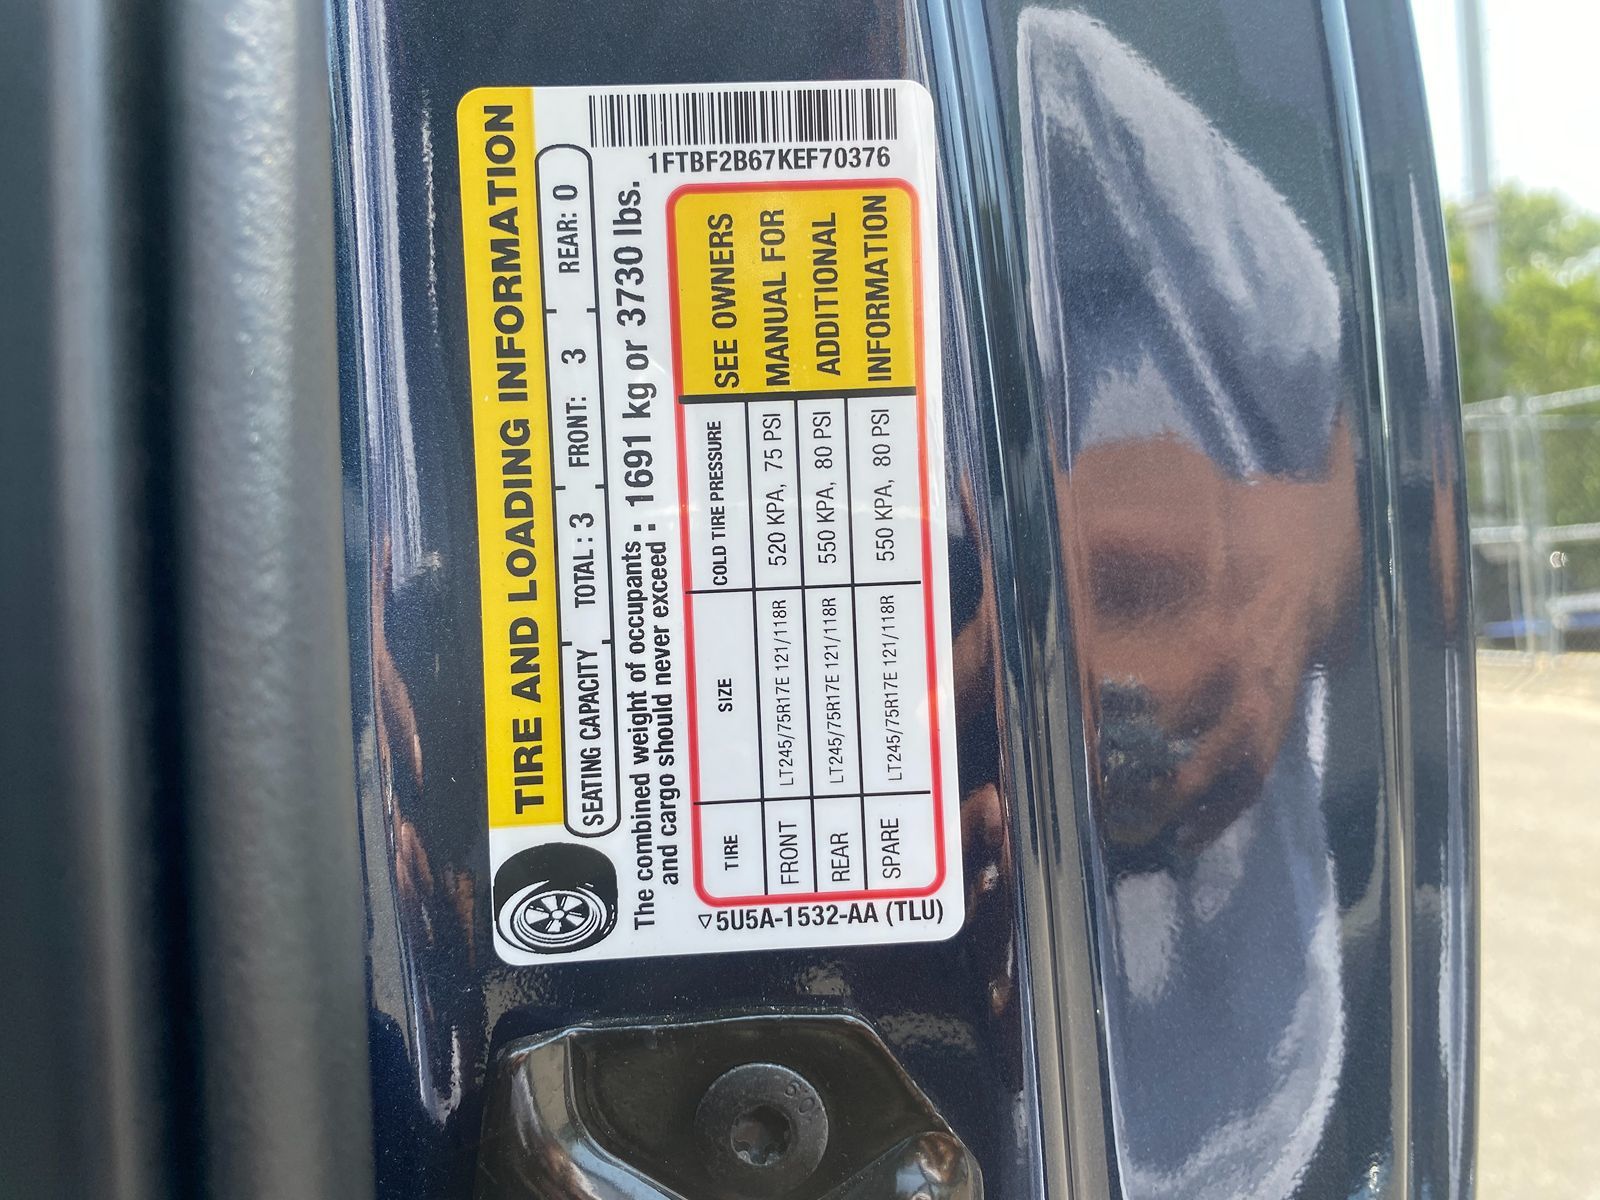 TIRE AND LOADING INFORMATION
SEATING CAPACITY TOTAL : 3 FRONT: 3 REAR: 0
The combined weight of occupants and cargo should never exceed : 1691 kg or 3730 lbs.
1FTBF2B67KEF70376
TIRE SIZE COLD TIRE PRESSURE
FRONT LT245/75R17E 121/118R 520 KPA, 75 PSI
REAR LT245/75R17E 121/118R 550 KPA, 80 PSI
SPARE LT245/75R17E 121/118R 550 KPA, 80 PSI
SEE OWNERS
MANUAL FOR
ADDITIONAL
INFORMATION
▽5U5A-1532-AA (TLU)